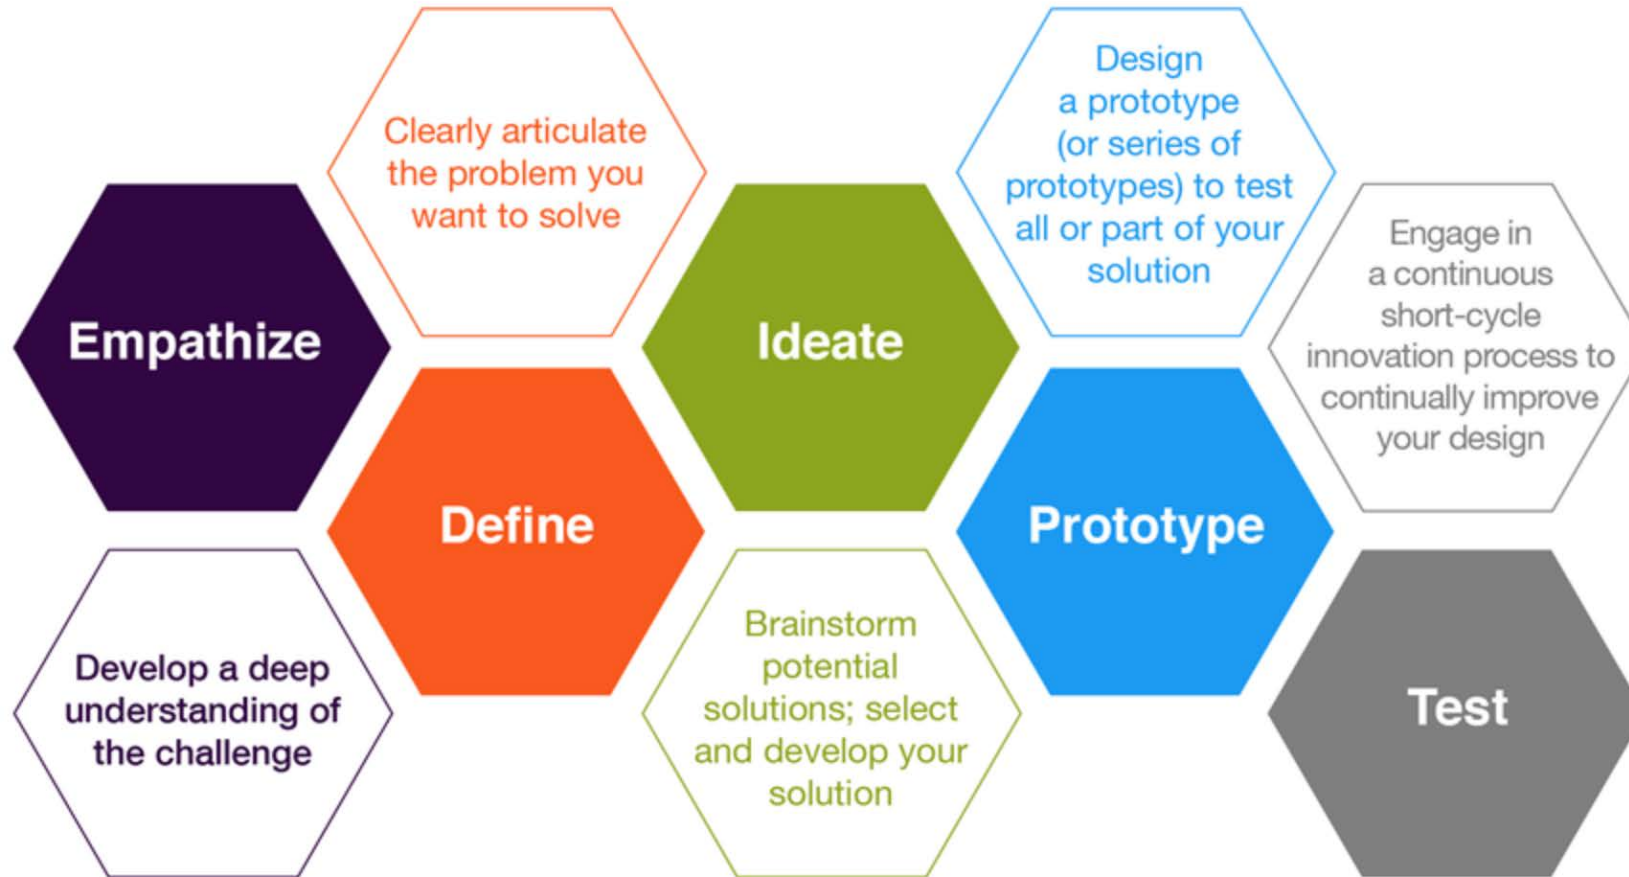 Empathize
Develop a deep
understanding of
the challenge
Clearly articulate
the problem you
want to solve
Define
Ideate
Brainstorm
potential
solutions; select
and develop your
solution
Design
a prototype
(or series of
prototypes) to test
all or part of your
solution
Prototype
Engage in
a continuous
short-cycle
innovation process to
continually improve
your design
Test